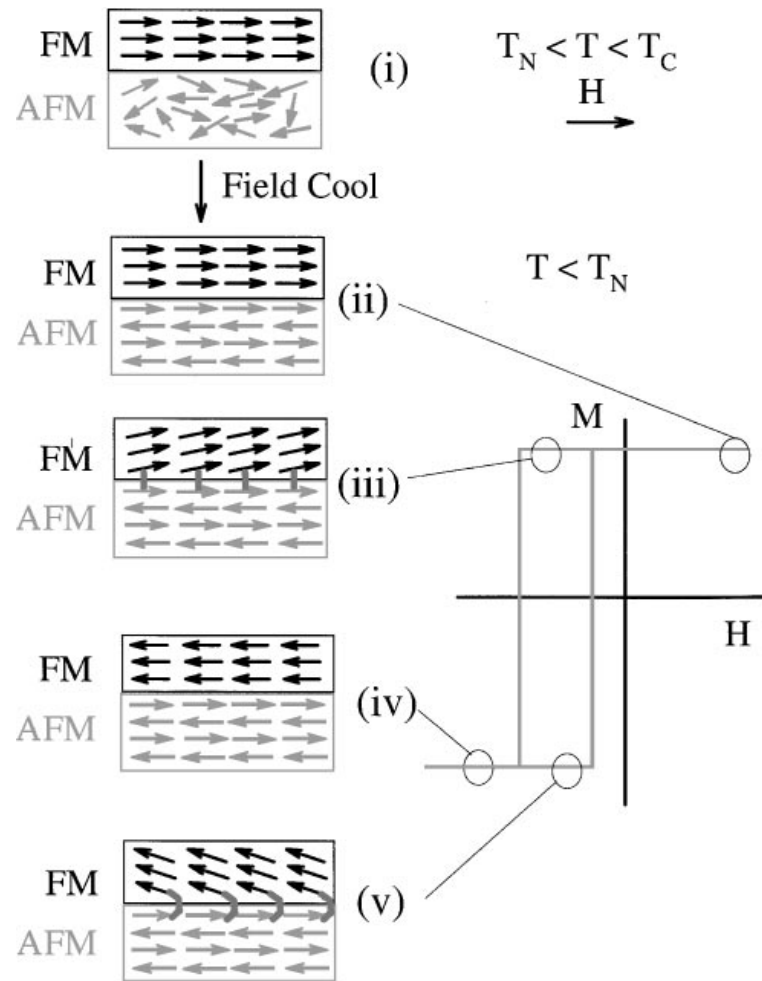 FM
AFM
(i)
T_N < T < T_C
H
Field Cool
FM
AFM
(ii)
T < T_N
FM
AFM
(iii)
M
H
FM
AFM
(iv)
FM
AFM
(v)